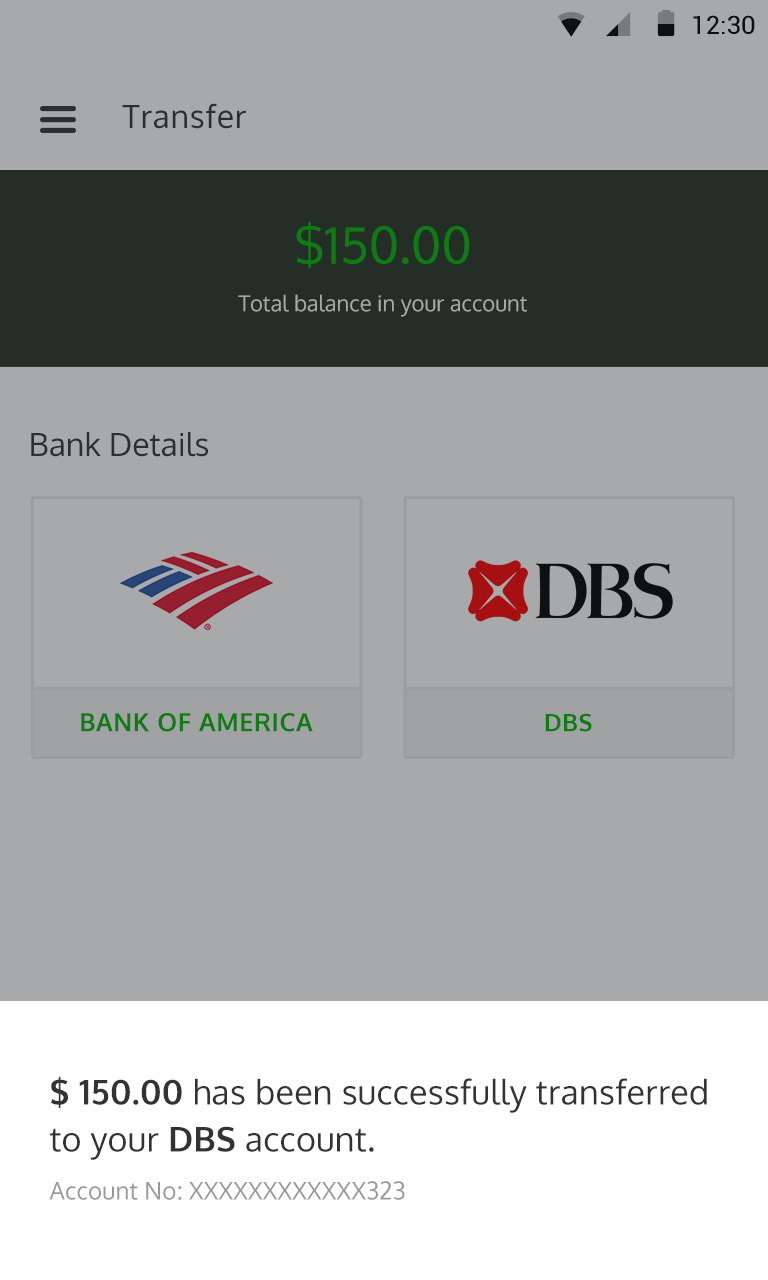 12:30
Transfer
$150.00
Total balance in your account
Bank Details
DBS
BANK OF AMERICA
DBS
$ 150.00 has been successfully transferred
to your DBS account.
Account No: XXXXXXXXXXXX323